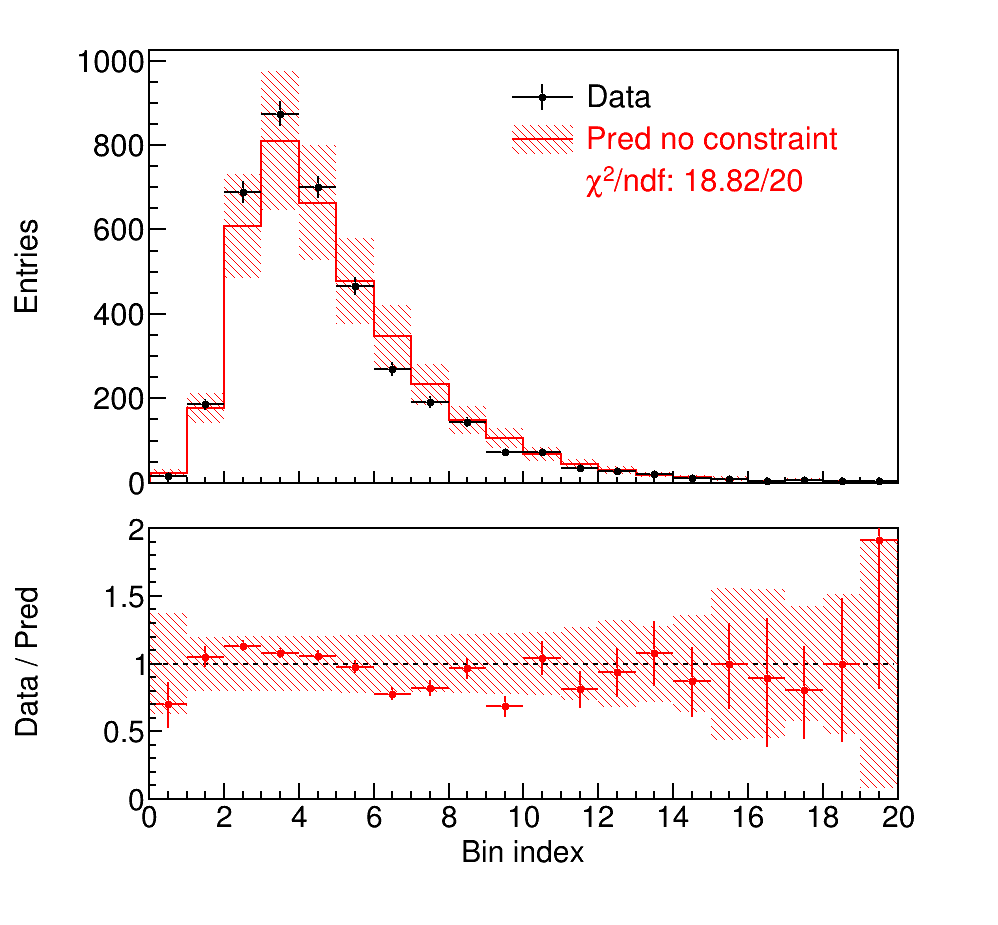 1000
800
600
400
200
0
Entries
Data
Pred no constraint
χ²/ndf: 18.82/20
2
1.5
1
0.5
0
Data / Pred
0 2 4 6 8 10 12 14 16 18 20
Bin index